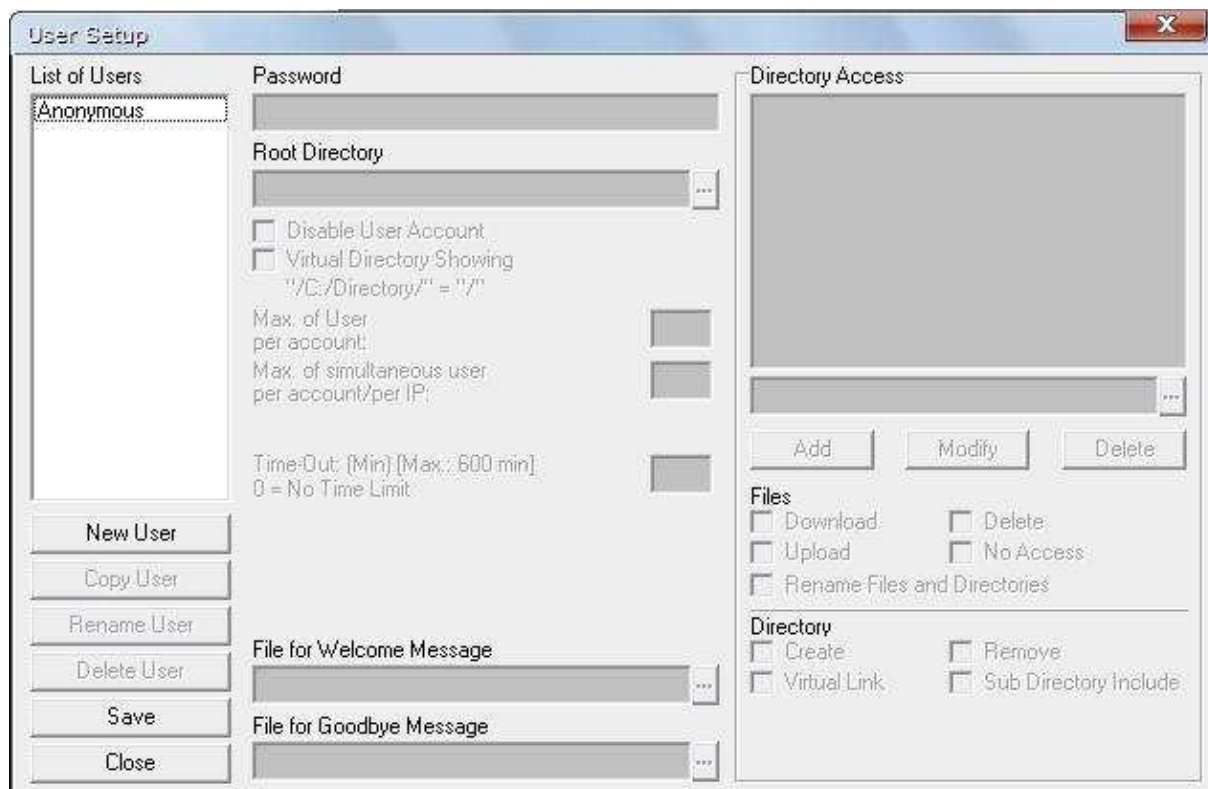 User Setup
X
List of Users
Anonymous
New User
Copy User
Rename User
Delete User
Save
Close
Password
Root Directory
...
Disable User Account
Virtual Directory Showing
"/C:/Directory/" = "/"
Max. of User
per account:
Max. of simultaneous user
per account/per IP:
Time-Out: (Min) [Max.: 600 min]
0 = No Time Limit
File for Welcome Message
...
File for Goodbye Message
...
Directory Access
...
Add Modify Delete
Files
Download Delete
Upload No Access
Rename Files and Directories
Directory
Create Remove
Virtual Link Sub Directory Include